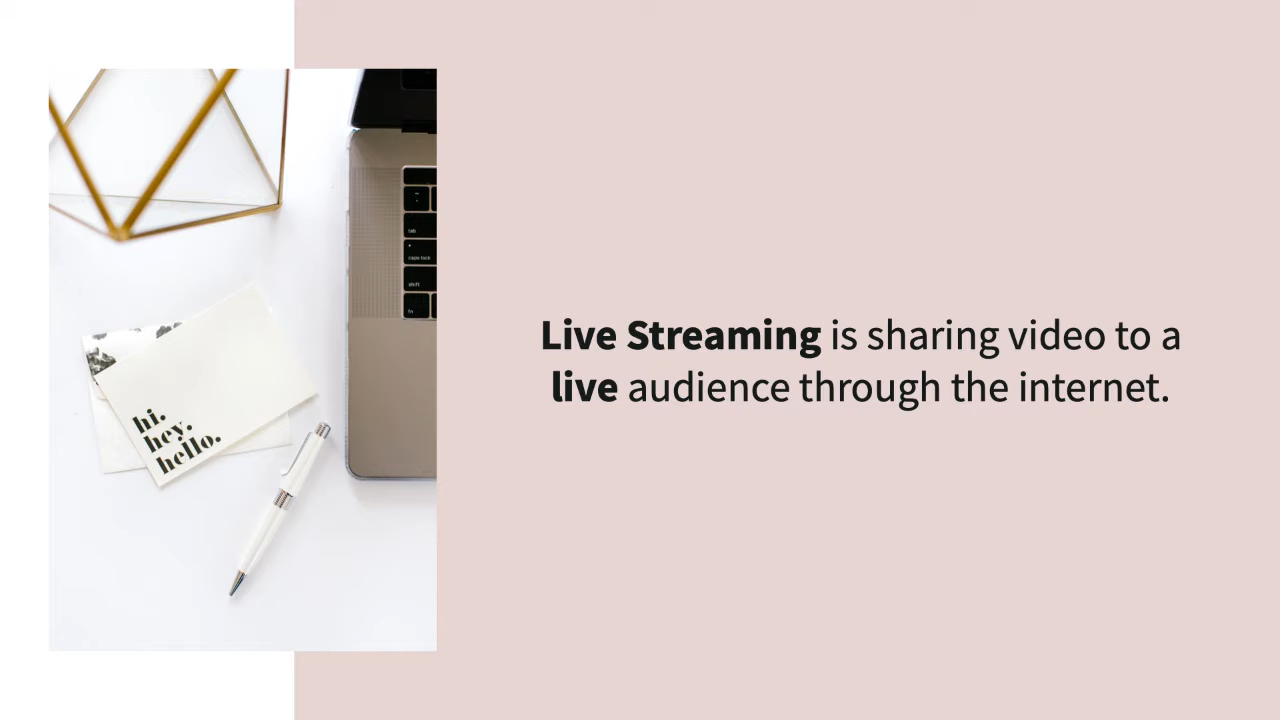 Live Streaming is sharing video to a
live audience through the internet.
hi.
hey.
hello.
tab
caps lock
shift
fn